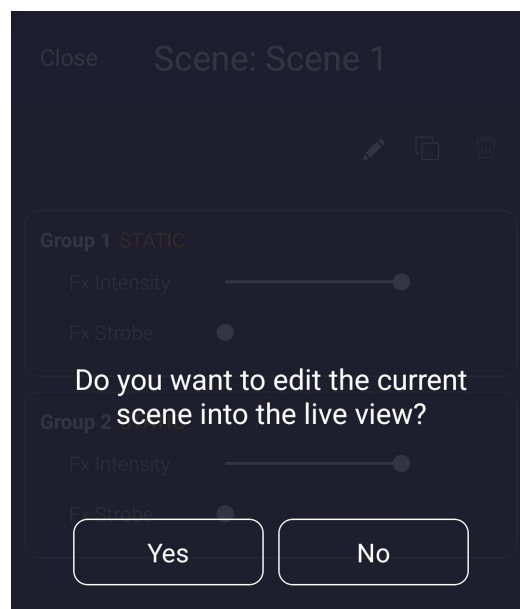 Close Scene: Scene 1
Group 1 STATIC
Fx Intensity
Fx Strobe
Do you want to edit the current
scene into the live view?
Group 2
Fx Intensity
Fx Strobe
Yes No